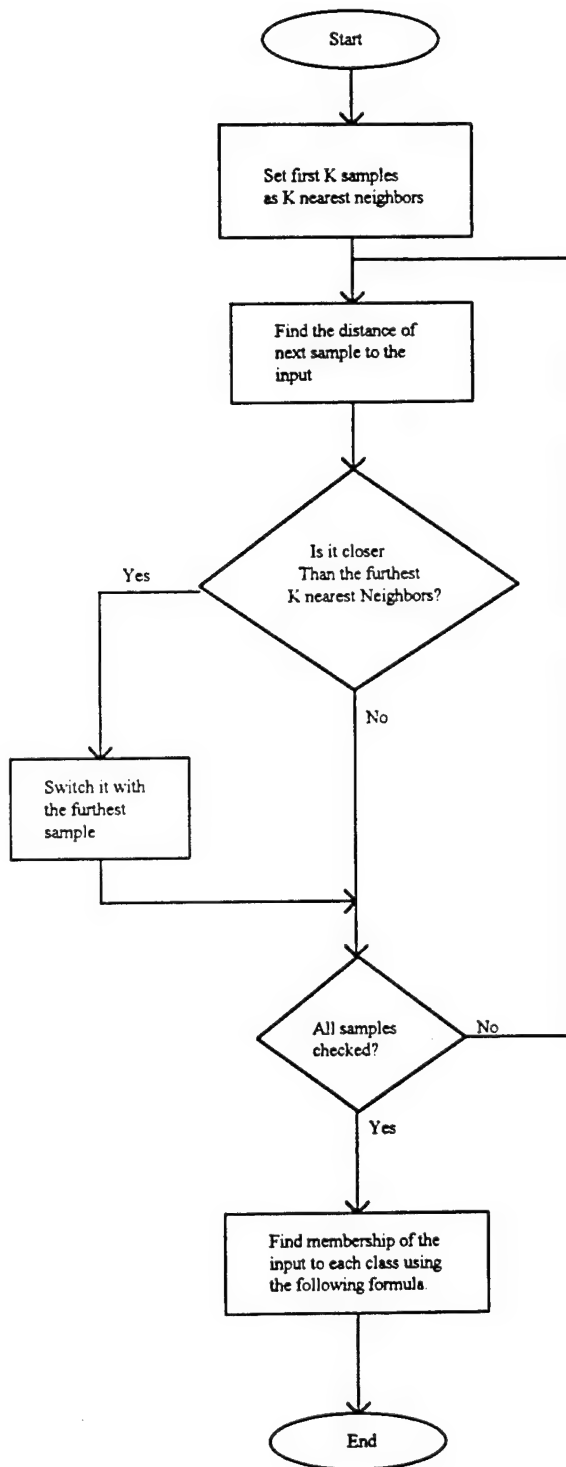 Start
Set first K samples
as K nearest neighbors
Find the distance of
next sample to the
input
Is it closer
Than the furthest
K nearest Neighbors?
Yes
No
Switch it with
the furthest
sample
All samples
checked?
No
Yes
Find membership of the
input to each class using
the following formula.
End